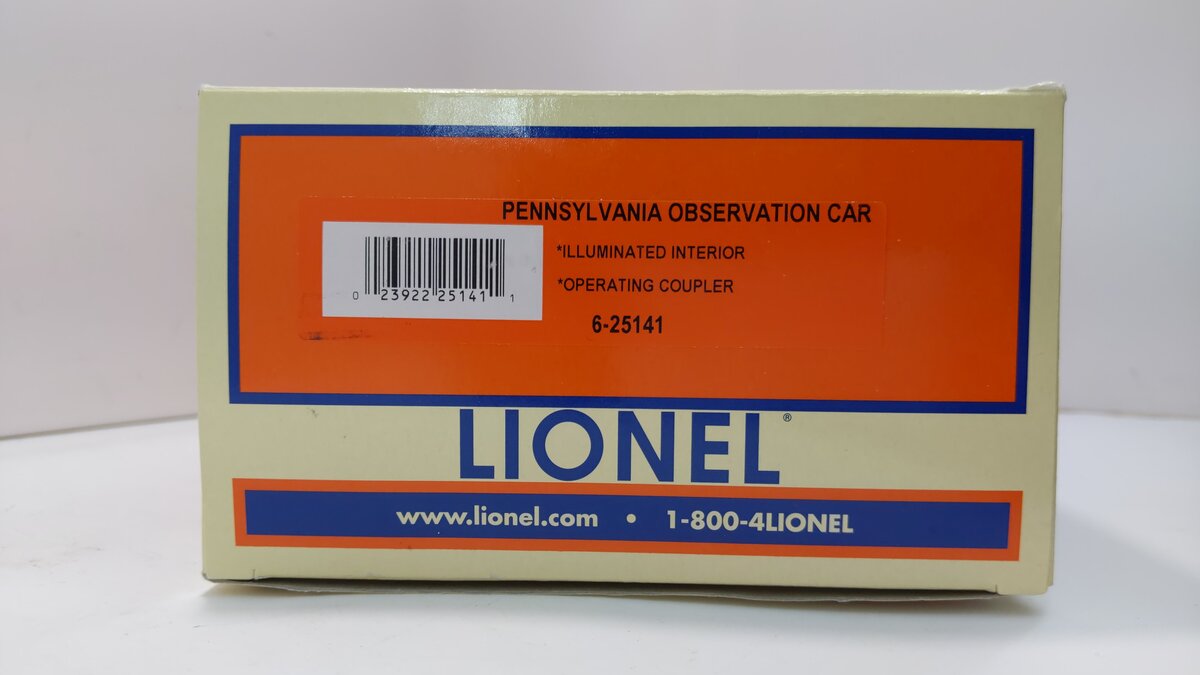 PENNSYLVANIA OBSERVATION CAR
*ILLUMINATED INTERIOR
*OPERATING COUPLER
6-25141
0 23922 25141 1
LIONEL®
www.lionel.com • 1-800-4LIONEL